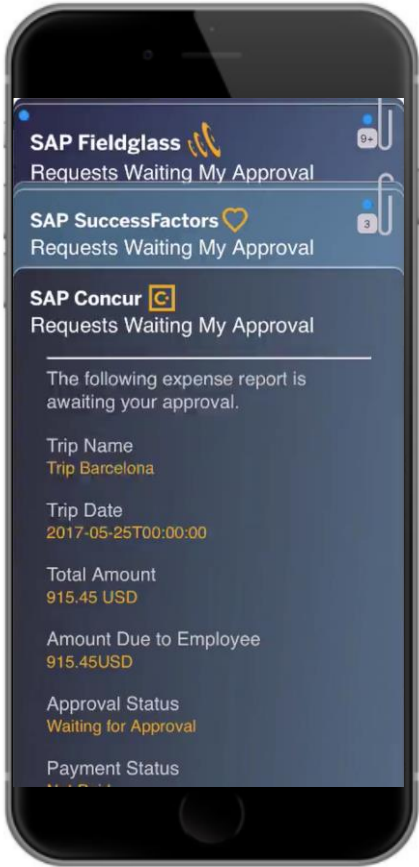 SAP Fieldglass
9+
Requests Waiting My Approval
SAP SuccessFactors
3
Requests Waiting My Approval
SAP Concur C
Requests Waiting My Approval
The following expense report is
awaiting your approval.
Trip Name
Trip Barcelona
Trip Date
2017-05-25T00:00:00
Total Amount
915.45 USD
Amount Due to Employee
915.45USD
Approval Status
Waiting for Approval
Payment Status